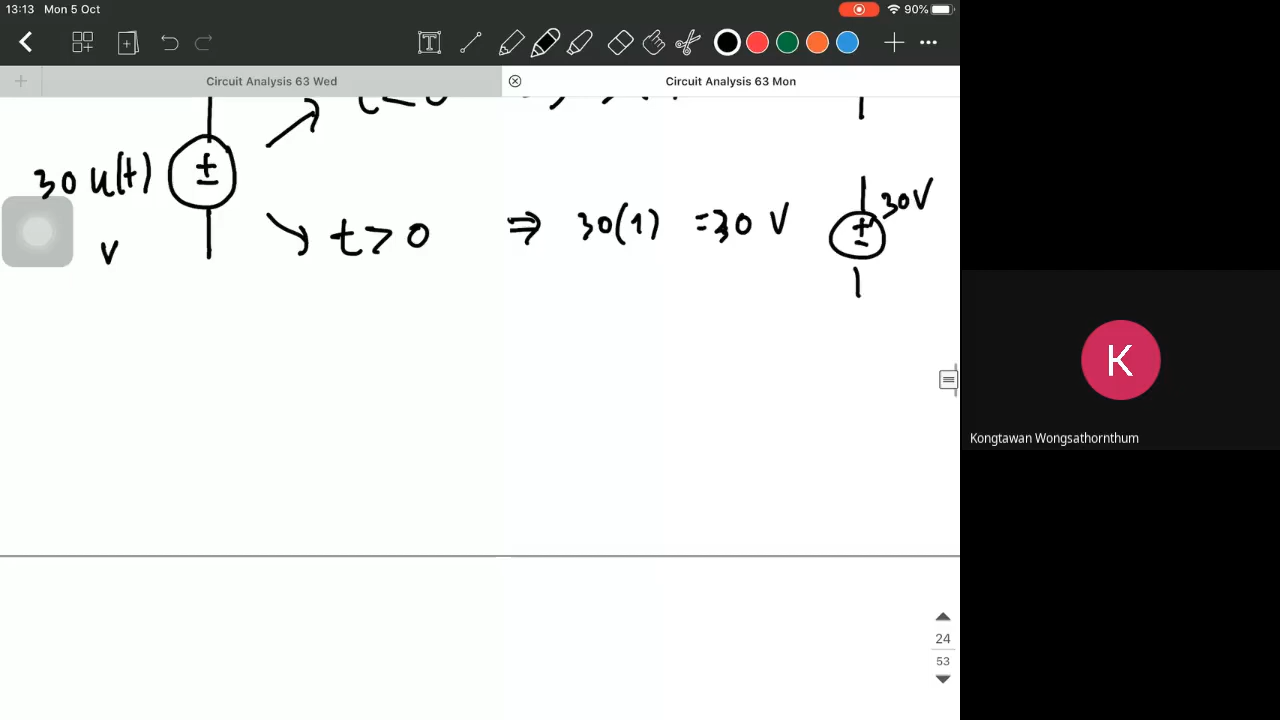 13:13 Mon 5 Oct
90%
Circuit Analysis 63 Wed
Circuit Analysis 63 Mon
30 u(t)
±
V
t > 0 ⇒ 30(1) = 30 V
±
30V
24
53
K
Kongtawan Wongsathornthum